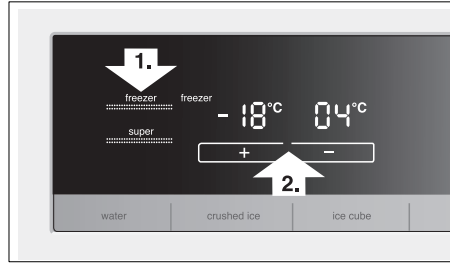 1.
freezer freezer
- 18°C 04°C
super
+ -
2.
water crushed ice ice cube